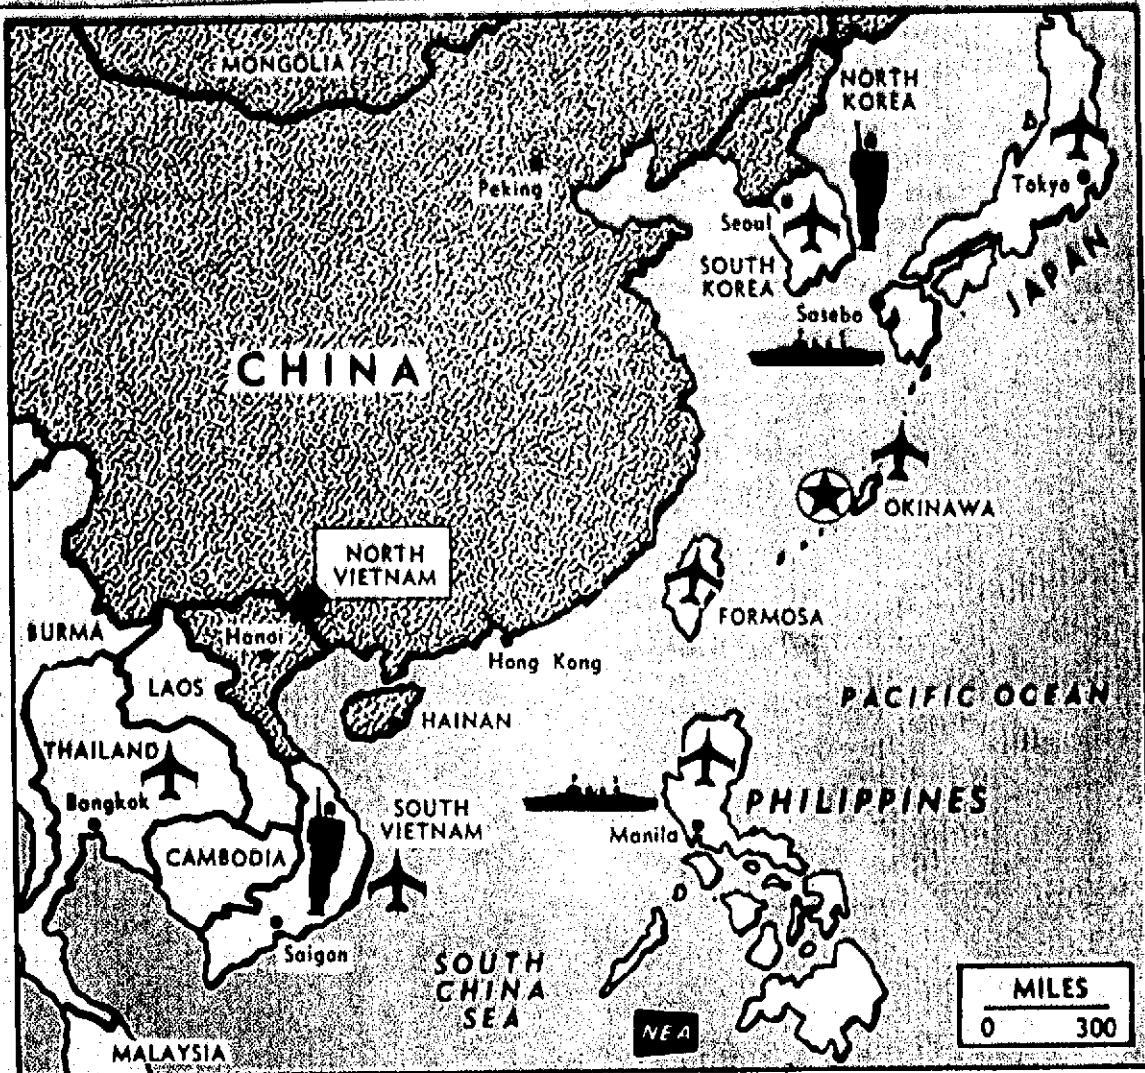 MONGOLIA
NORTH
KOREA
Peking
Tokyo
Seoul
SOUTH
KOREA
JAPAN
Sasebo
CHINA
OKINAWA
NORTH
VIETNAM
FORMOSA
BURMA
Hanoi
Hong Kong
LAOS
HAINAN
PACIFIC OCEAN
THAILAND
Bangkok
SOUTH
VIETNAM
PHILIPPINES
Manila
CAMBODIA
Saigon
SOUTH
CHINA
SEA
NEA
MILES
0 300
MALAYSIA